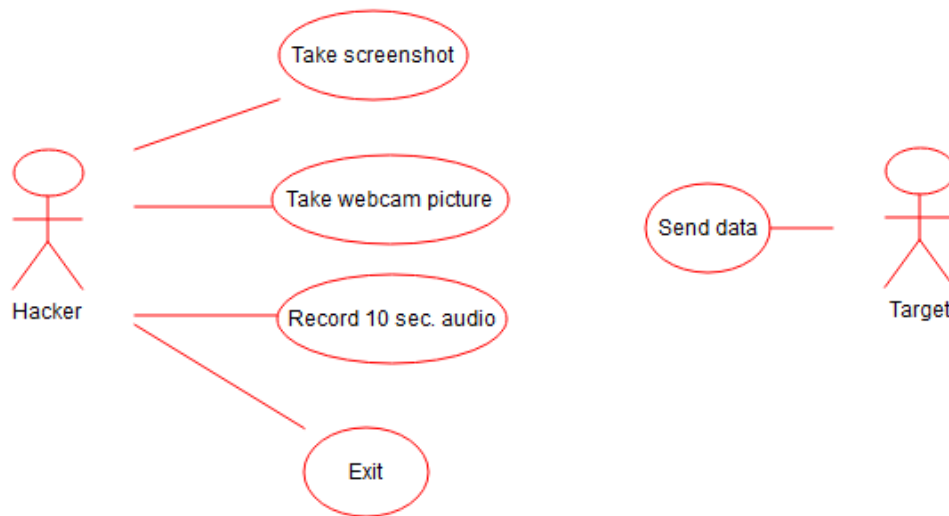 Take screenshot
Take webcam picture
Send data
Hacker
Record 10 sec. audio
Target
Exit